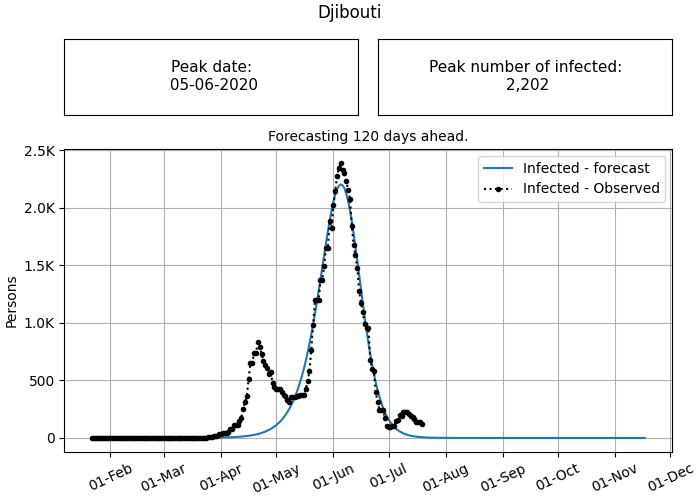 Djibouti
Peak date:
05-06-2020
Peak number of infected:
2,202
Forecasting 120 days ahead.
2.5K
2.0K
1.5K
1.0K
500
0
Persons
Infected - forecast
Infected - Observed
01-Feb
01-Mar
01-Apr
01-May
01-Jun
01-Jul
01-Aug
01-Sep
01-Oct
01-Nov
01-Dec